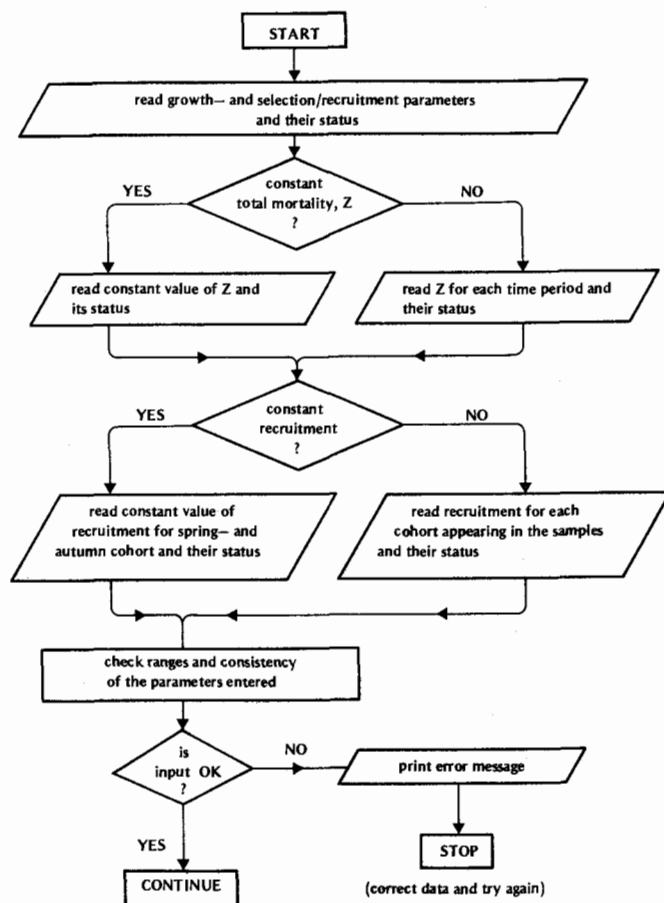 START
read growth— and selection/recruitment parameters
and their status
YES
constant
total mortality, Z
?
NO
read constant value of Z and
its status
read Z for each time period and
their status
YES
constant
recruitment
?
NO
read constant value of
recruitment for spring— and
autumn cohort and their status
read recruitment for each
cohort appearing in the samples
and their status
check ranges and consistency
of the parameters entered
is
input OK
?
NO
print error message
YES
STOP
CONTINUE
(correct data and try again)